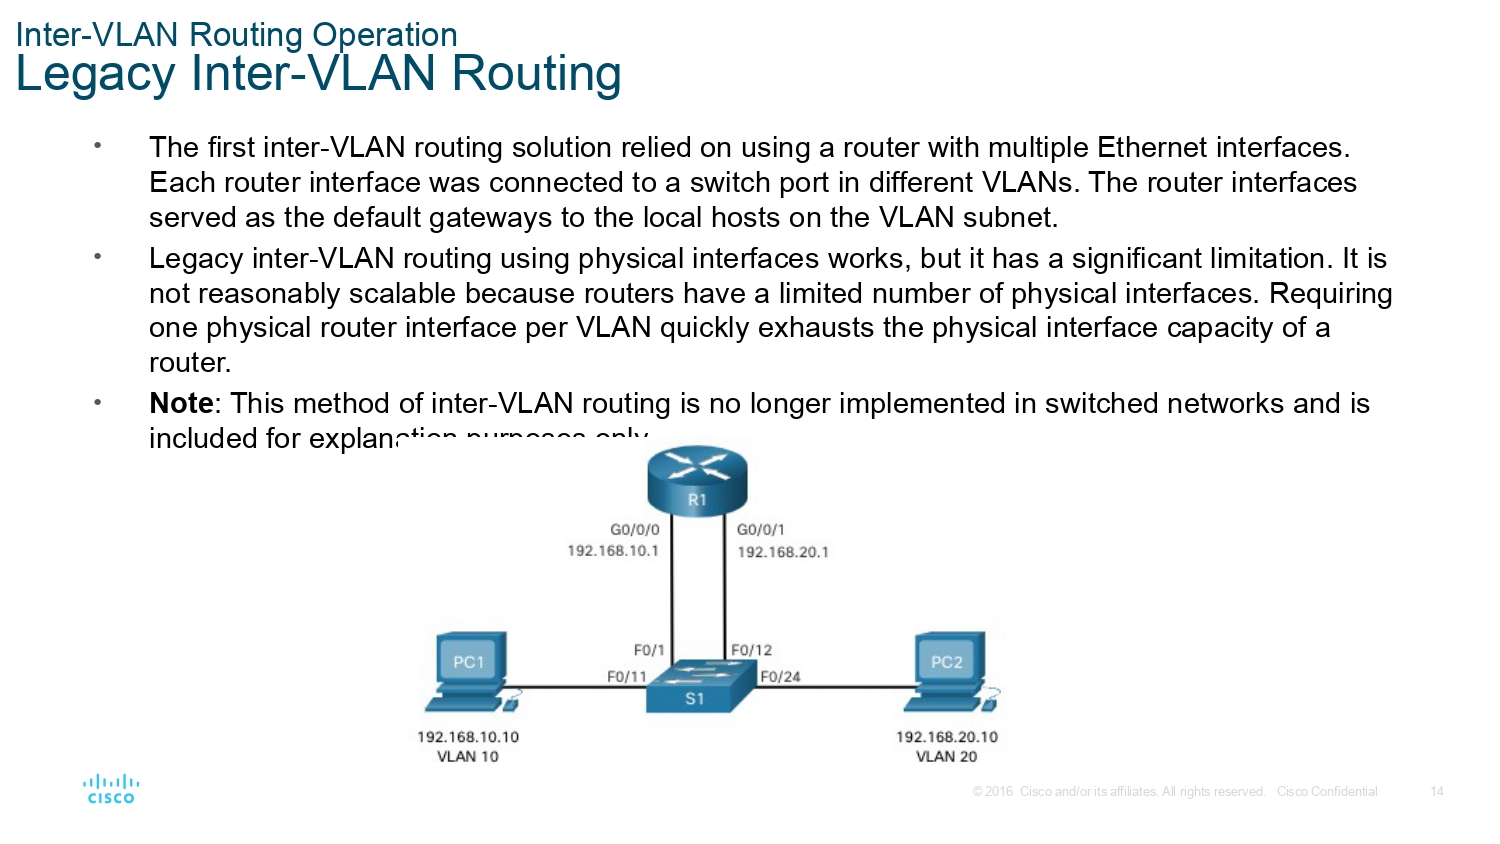 Inter-VLAN Routing Operation
Legacy Inter-VLAN Routing
• The first inter-VLAN routing solution relied on using a router with multiple Ethernet interfaces.
Each router interface was connected to a switch port in different VLANs. The router interfaces
served as the default gateways to the local hosts on the VLAN subnet.
• Legacy inter-VLAN routing using physical interfaces works, but it has a significant limitation. It is
not reasonably scalable because routers have a limited number of physical interfaces. Requiring
one physical router interface per VLAN quickly exhausts the physical interface capacity of a
router.
• Note: This method of inter-VLAN routing is no longer implemented in switched networks and is
included for explanation purposes only.
R1
G0/0/0
G0/0/1
192.168.10.1
192.168.20.1
F0/1
F0/12
PC1
PC2
F0/11
F0/24
S1
192.168.10.10
192.168.20.10
VLAN 10
VLAN 20
CISCO
© 2016 Cisco and/or its affiliates. All rights reserved. Cisco Confidential
14